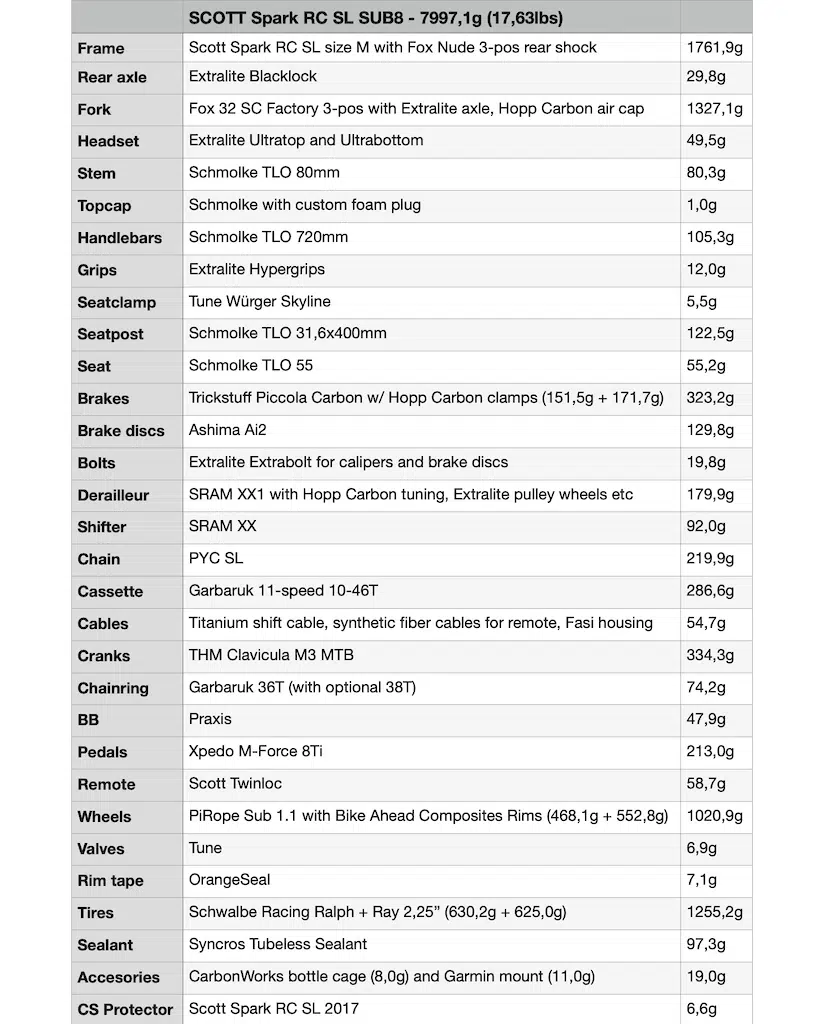 SCOTT Spark RC SL SUB8 - 7997,1g (17,63lbs)
Frame Scott Spark RC SL size M with Fox Nude 3-pos rear shock 1761,9g
Rear axle Extralite Blacklock 29,8g
Fork Fox 32 SC Factory 3-pos with Extralite axle, Hopp Carbon air cap 1327,1g
Headset Extralite Ultratop and Ultrabottom 49,5g
Stem Schmolke TLO 80mm 80,3g
Topcap Schmolke with custom foam plug 1,0g
Handlebars Schmolke TLO 720mm 105,3g
Grips Extralite Hypergrips 12,0g
Seatclamp Tune Würger Skyline 5,5g
Seatpost Schmolke TLO 31,6x400mm 122,5g
Seat Schmolke TLO 55 55,2g
Brakes Trickstuff Piccola Carbon w/ Hopp Carbon clamps (151,5g + 171,7g) 323,2g
Brake discs Ashima Ai2 129,8g
Bolts Extralite Extrabolt for calipers and brake discs 19,8g
Derailleur SRAM XX1 with Hopp Carbon tuning, Extralite pulley wheels etc 179,9g
Shifter SRAM XX 92,0g
Chain PYC SL 219,9g
Cassette Garbaruk 11-speed 10-46T 286,6g
Cables Titanium shift cable, synthetic fiber cables for remote, Fasi housing 54,7g
Cranks THM Clavicula M3 MTB 334,3g
Chainring Garbaruk 36T (with optional 38T) 74,2g
BB Praxis 47,9g
Pedals Xpedo M-Force 8Ti 213,0g
Remote Scott Twinloc 58,7g
Wheels PiRope Sub 1.1 with Bike Ahead Composites Rims (468,1g + 552,8g) 1020,9g
Valves Tune 6,9g
Rim tape OrangeSeal 7,1g
Tires Schwalbe Racing Ralph + Ray 2,25” (630,2g + 625,0g) 1255,2g
Sealant Syncros Tubeless Sealant 97,3g
Accesories CarbonWorks bottle cage (8,0g) and Garmin mount (11,0g) 19,0g
CS Protector Scott Spark RC SL 2017 6,6g